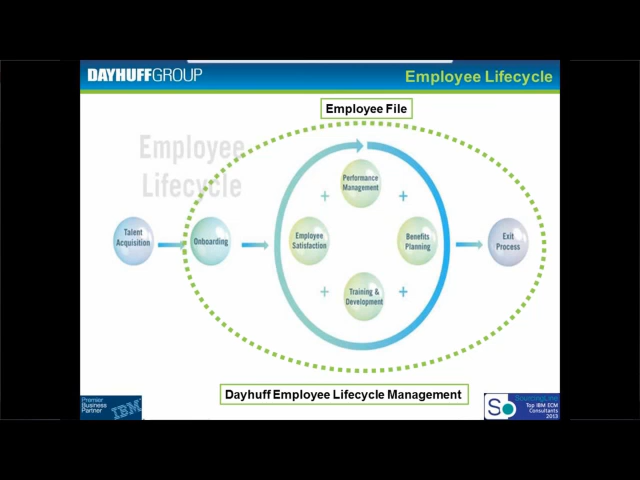 DAYHUFFGROUP
Employee Lifecycle
Employee File
Employee
Lifecycle
Performance
Management
Talent
Acquisition
Onboarding
Employee
Satisfaction
Benefits
Planning
Exit
Process
Training &
Development
Dayhuff Employee Lifecycle Management
Premier
Business
Partner
IBM
SourcingLine
Top IBM ECM
Consultants
2013